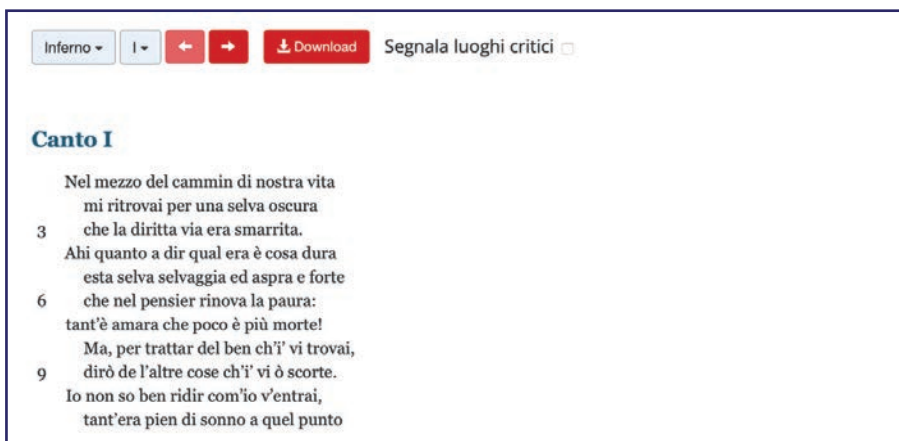 Inferno I Download Segnala luoghi critici
Canto I
Nel mezzo del cammin di nostra vita
mi ritrovai per una selva oscura
3 che la diritta via era smarrita.
Ahi quanto a dir qual era è cosa dura
esta selva selvaggia ed aspra e forte
6 che nel pensier rinova la paura:
tant'è amara che poco è più morte!
Ma, per trattar del ben ch'i' vi trovai,
9 dirò de l'altre cose ch'i' vi ò scorte.
Io non so ben ridir com'io v'entrai,
tant'era pien di sonno a quel punto